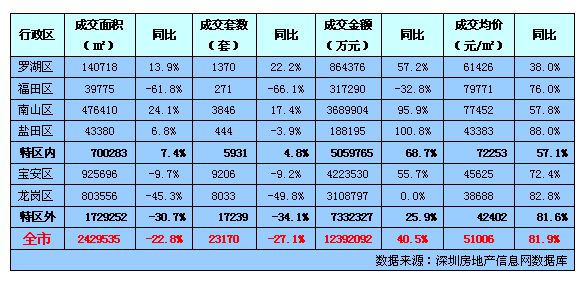 行政区 成交面积（㎡） 同比 成交套数（套） 同比 成交金额（万元） 同比 成交均价（元/㎡） 同比
罗湖区 140718 13.9% 1370 22.2% 864376 57.2% 61426 38.0%
福田区 39775 -61.8% 271 -66.1% 317290 -32.8% 79771 76.0%
南山区 476410 24.1% 3846 17.4% 3689904 95.9% 77452 57.8%
盐田区 43380 6.8% 444 -3.9% 188195 100.8% 43383 88.0%
特区内 700283 7.4% 5931 4.8% 5059765 68.7% 72253 57.1%
宝安区 925696 -9.7% 9206 -9.2% 4223530 55.7% 45625 72.4%
龙岗区 803556 -45.3% 8033 -49.8% 3108797 0.0% 38688 82.8%
特区外 1729252 -30.7% 17239 -34.1% 7332327 25.9% 42402 81.6%
全市 2429535 -22.8% 23170 -27.1% 12392092 40.5% 51006 81.9%
数据来源：深圳房地产信息网数据库